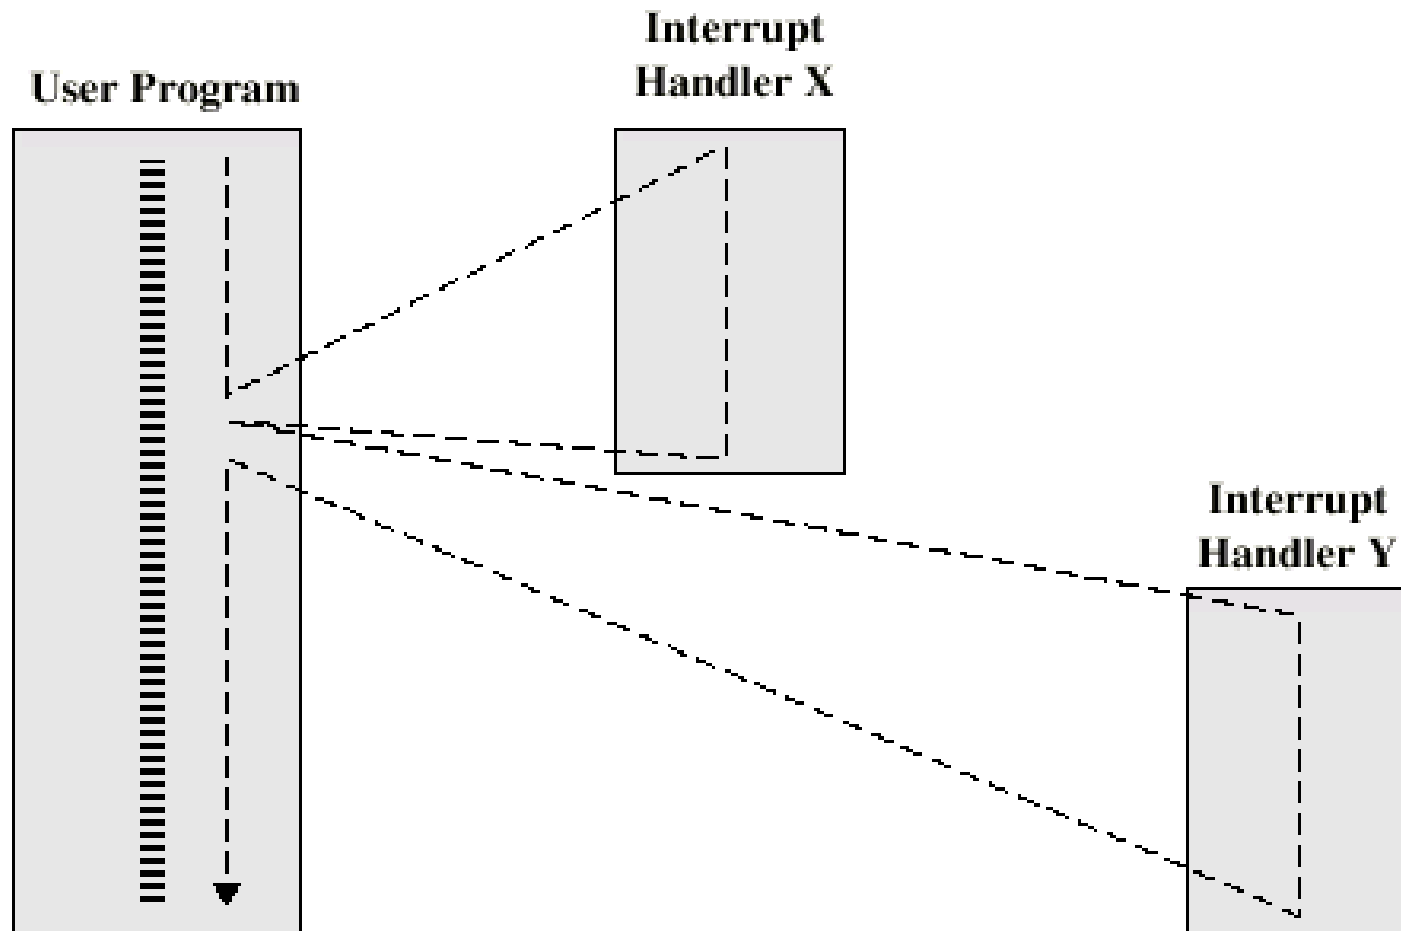 User Program
Interrupt
Handler X
Interrupt
Handler Y